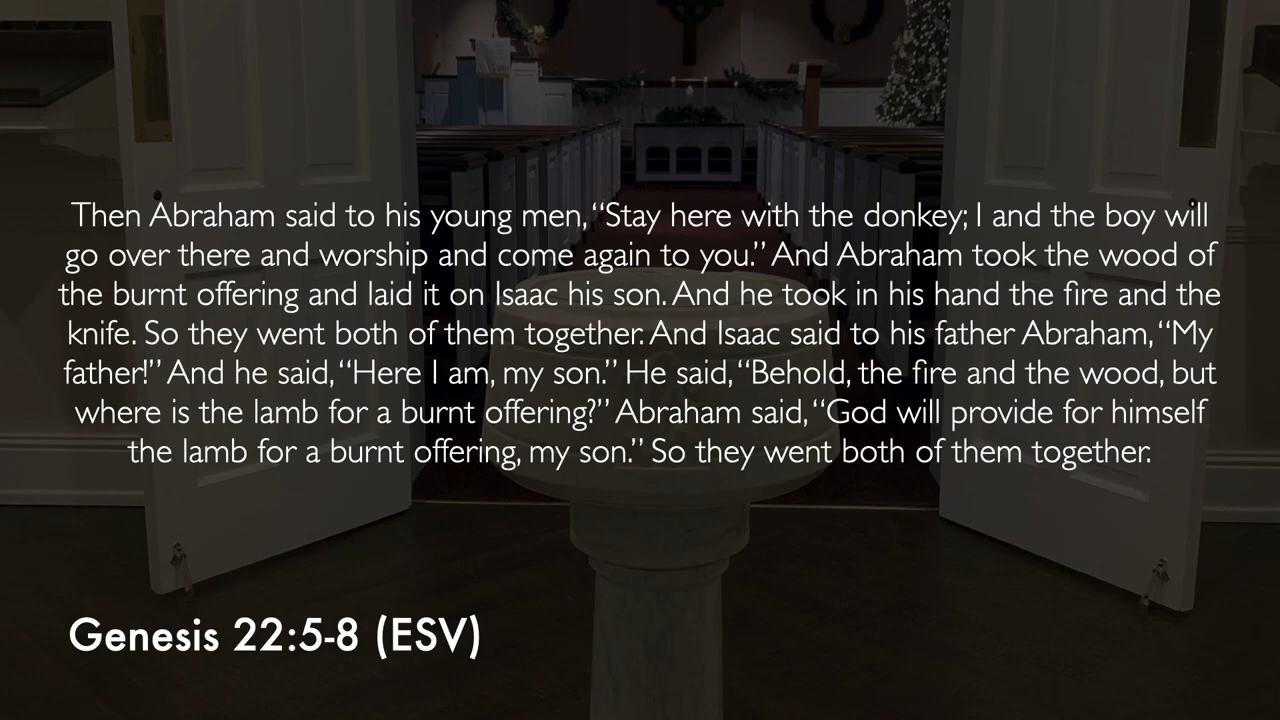 Then Abraham said to his young men, “Stay here with the donkey; I and the boy will
go over there and worship and come again to you.” And Abraham took the wood of
the burnt offering and laid it on Isaac his son. And he took in his hand the fire and the
knife. So they went both of them together. And Isaac said to his father Abraham, “My
father!” And he said, “Here I am, my son.” He said, “Behold, the fire and the wood, but
where is the lamb for a burnt offering?” Abraham said, “God will provide for himself
the lamb for a burnt offering, my son.” So they went both of them together.
Genesis 22:5-8 (ESV)